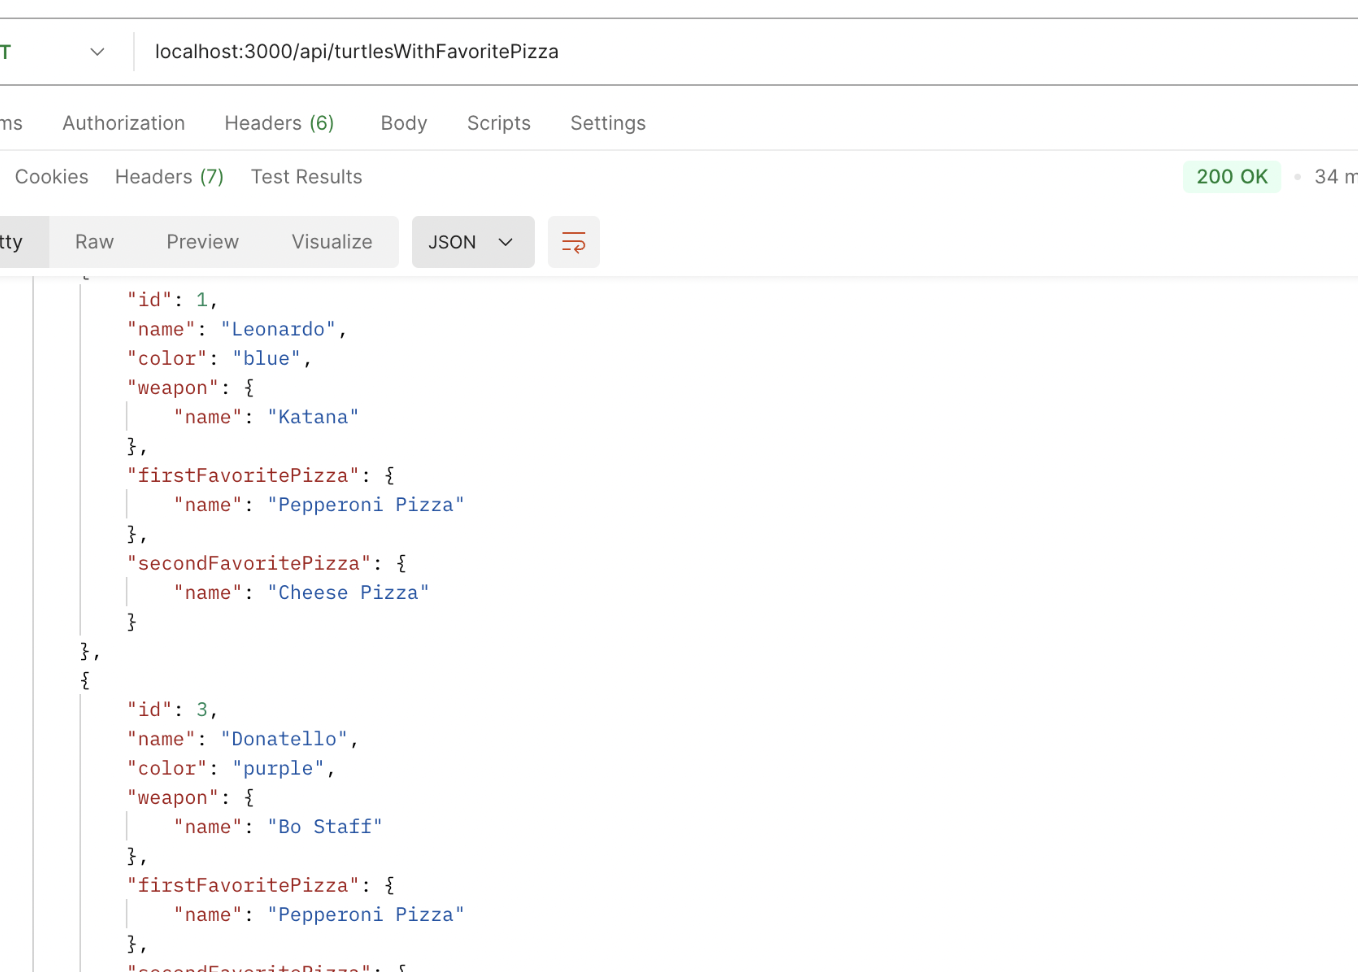 T localhost:3000/api/turtlesWithFavoritePizza
ms Authorization Headers (6) Body Scripts Settings
Cookies Headers (7) Test Results 200 OK • 34 m
tty Raw Preview Visualize JSON
{
"id": 1,
"name": "Leonardo",
"color": "blue",
"weapon": {
"name": "Katana"
},
"firstFavoritePizza": {
"name": "Pepperoni Pizza"
},
"secondFavoritePizza": {
"name": "Cheese Pizza"
}
},
{
"id": 3,
"name": "Donatello",
"color": "purple",
"weapon": {
"name": "Bo Staff"
},
"firstFavoritePizza": {
"name": "Pepperoni Pizza"
},
"secondFavoritePizza": {